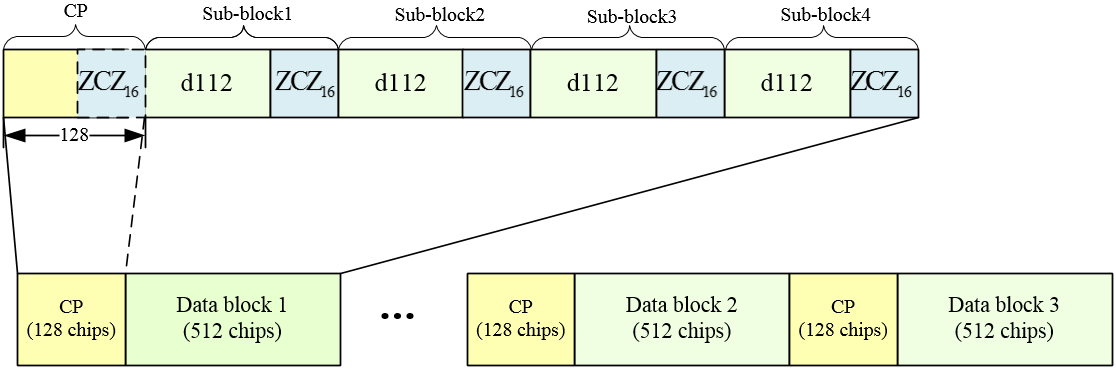 CP Sub-block1 Sub-block2 Sub-block3 Sub-block4
ZCZ16 d112 ZCZ16 d112 ZCZ16 d112 ZCZ16 d112 ZCZ16
128
CP Data block 1 ... CP Data block 2 CP Data block 3
(128 chips) (512 chips) (128 chips) (512 chips) (128 chips) (512 chips)